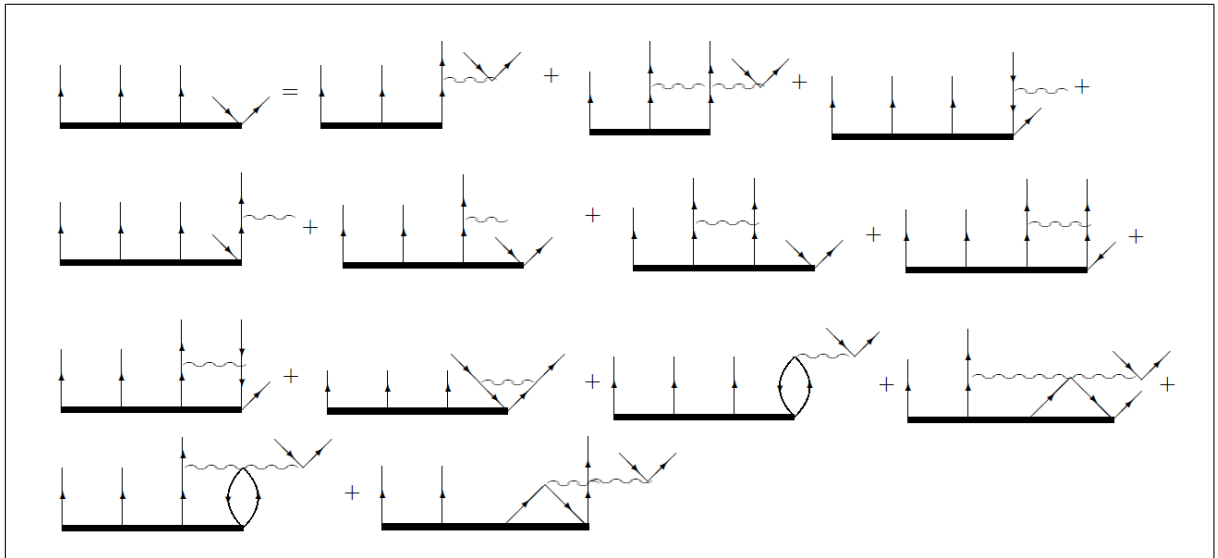 = + + +
+ + + +
+ + + +
+